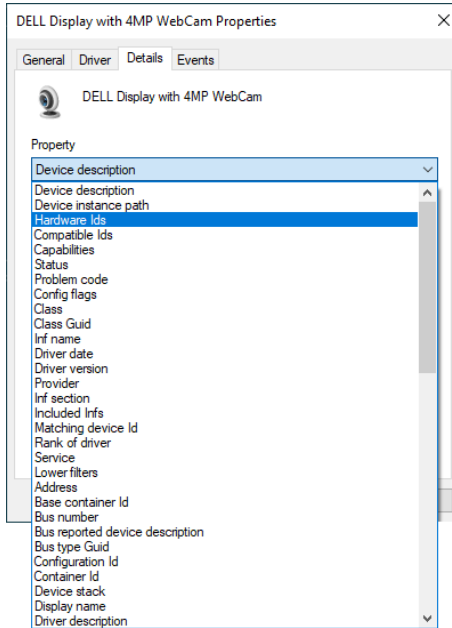 DELL Display with 4MP WebCam Properties
General Driver Details Events
DELL Display with 4MP WebCam
Property
Device description
Device description
Device instance path
Hardware Ids
Compatible Ids
Capabilities
Status
Problem code
Config flags
Class
Class Guid
Inf name
Driver date
Driver version
Provider
Inf section
Included Infs
Matching device Id
Rank of driver
Service
Lower filters
Address
Base container Id
Bus number
Bus reported device description
Bus type Guid
Configuration Id
Container Id
Device stack
Display name
Driver description